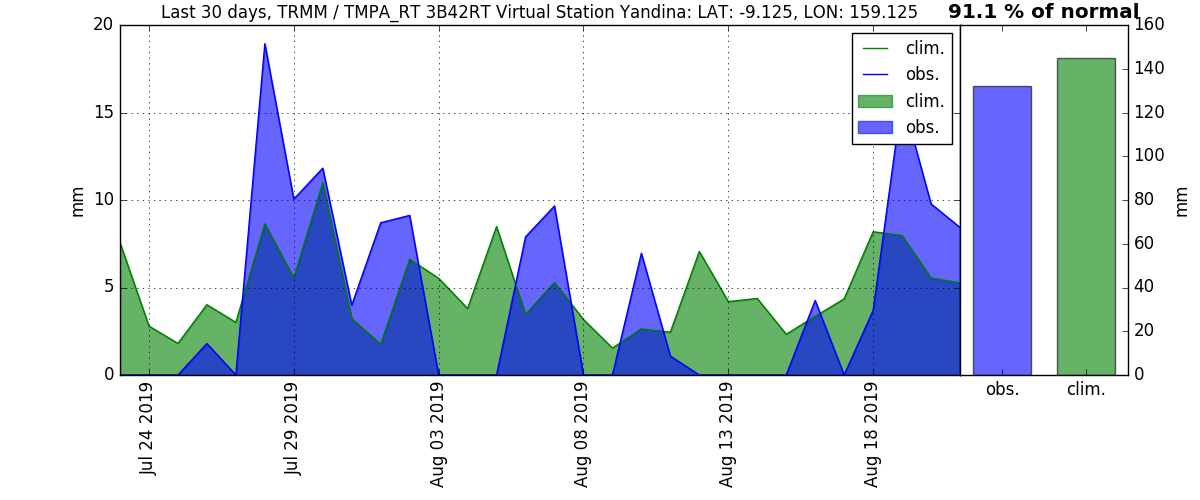 Last 30 days, TRMM / TMPA_RT 3B42RT Virtual Station Yandina: LAT: -9.125, LON: 159.125
91.1 % of normal
clim.
obs.
clim.
obs.
mm
20
15
10
5
0
Jul 24 2019
Jul 29 2019
Aug 03 2019
Aug 08 2019
Aug 13 2019
Aug 18 2019
160
140
120
100
80
60
40
20
0
mm
obs.
clim.